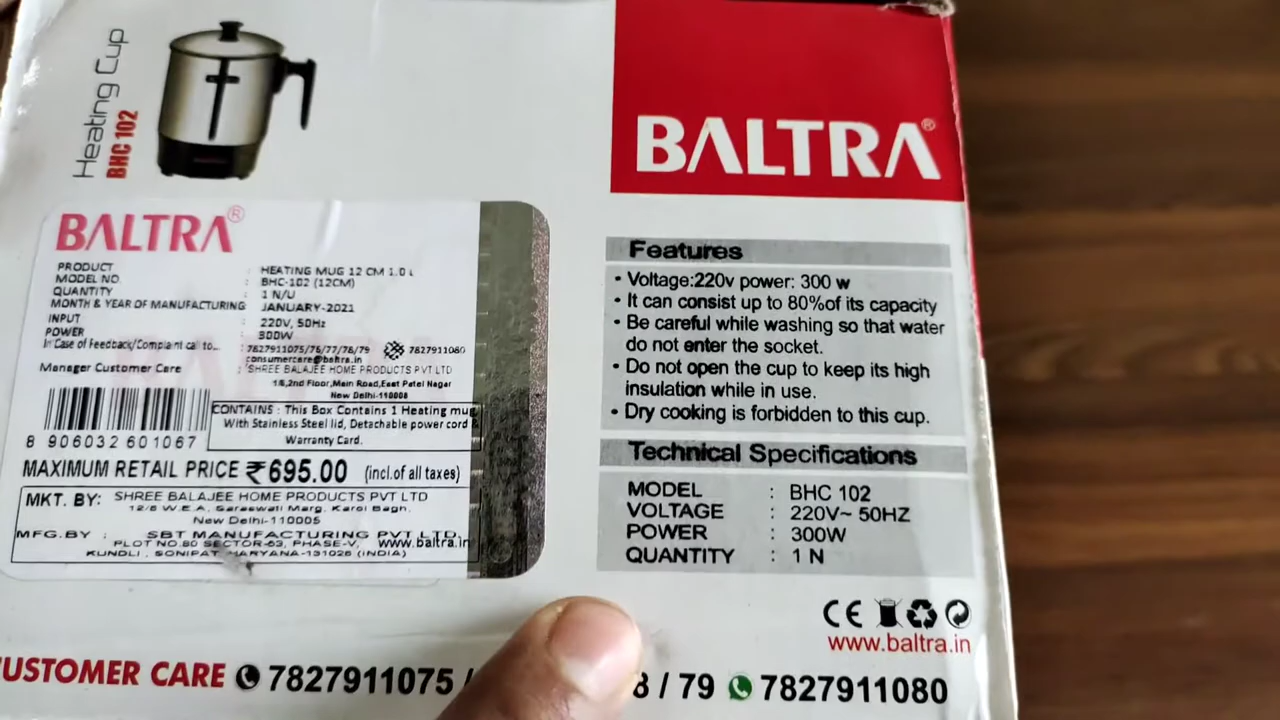 Heating Cup
BHC 102
BALTRA®
PRODUCT : HEATING MUG 12 CM 1.0 L
MODEL NO. : BHC-102 (12CM)
QUANTITY : 1 N/U
MONTH & YEAR OF MANUFACTURING : JANUARY-2021
INPUT : 220V, 50Hz
POWER : 300W
In Case of Feedback/Complaint call to... : 7827911075/76/77/78/79 7827911080
consumercare@baltra.in
Manager Customer Care : SHREE BALAJEE HOME PRODUCTS PVT LTD
1/8,2nd Floor,Main Road,East Patel Nagar
New Delhi-110008
CONTAINS : This Box Contains 1 Heating mug
With Stainless Steel lid, Detachable power cord &
Warranty Card.
8 906032 601067
MAXIMUM RETAIL PRICE ₹695.00 (incl.of all taxes)
MKT. BY: SHREE BALAJEE HOME PRODUCTS PVT LTD
12/8 W.E.A, Saraswati Marg, Karol Bagh,
New Delhi-110005
MFG.BY : SBT MANUFACTURING PVT.LTD.
PLOT NO.80 SECTOR-53, PHASE-V, www.baltra.in
KUNDLI, SONIPAT HARYANA-131028 (INDIA)
BALTRA®
Features
• Voltage:220v power: 300 w
• It can consist up to 80%of its capacity
• Be careful while washing so that water
do not enter the socket.
• Do not open the cup to keep its high
insulation while in use.
• Dry cooking is forbidden to this cup.
Technical Specifications
MODEL : BHC 102
VOLTAGE : 220V~ 50HZ
POWER : 300W
QUANTITY : 1 N
CE
www.baltra.in
CUSTOMER CARE 7827911075 / 8 / 79 7827911080